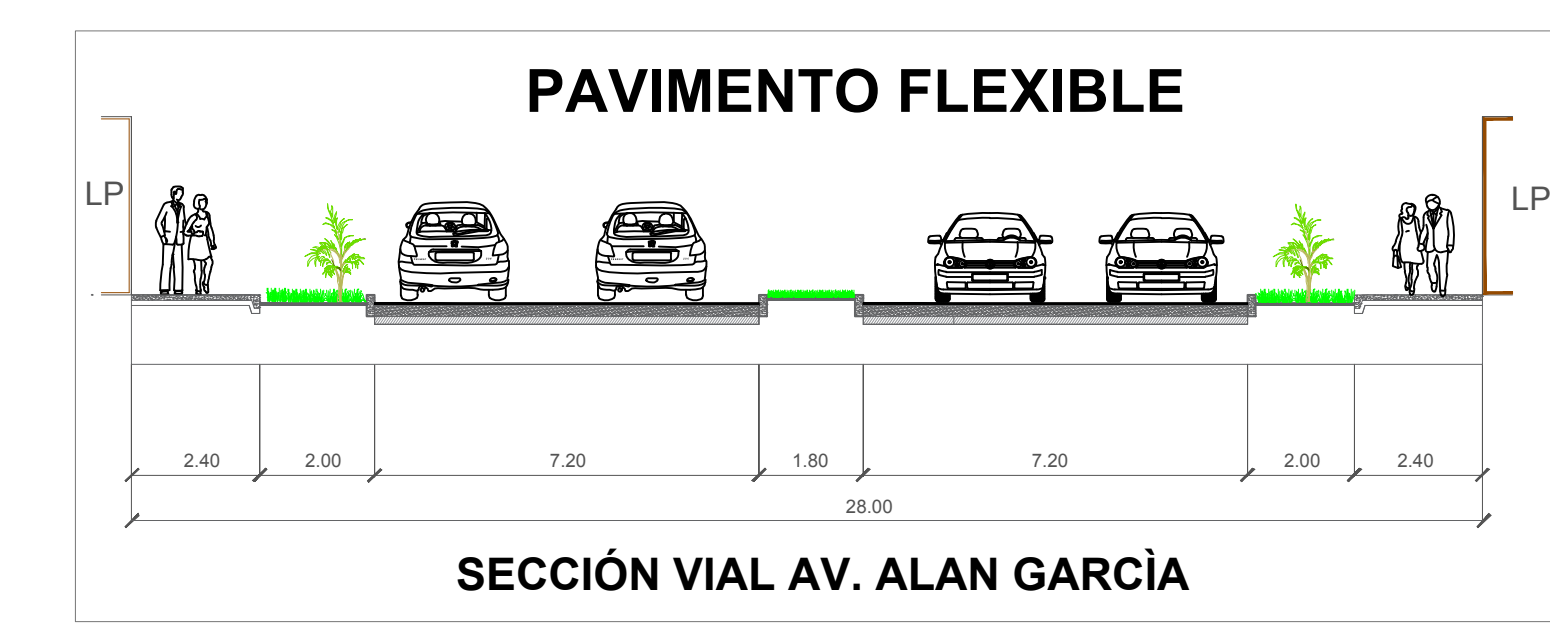 PAVIMENTO FLEXIBLE
LP
LP
2.40 2.00 7.20 1.80 7.20 2.00 2.40
28.00
SECCIÓN VIAL AV. ALAN GARCÌA